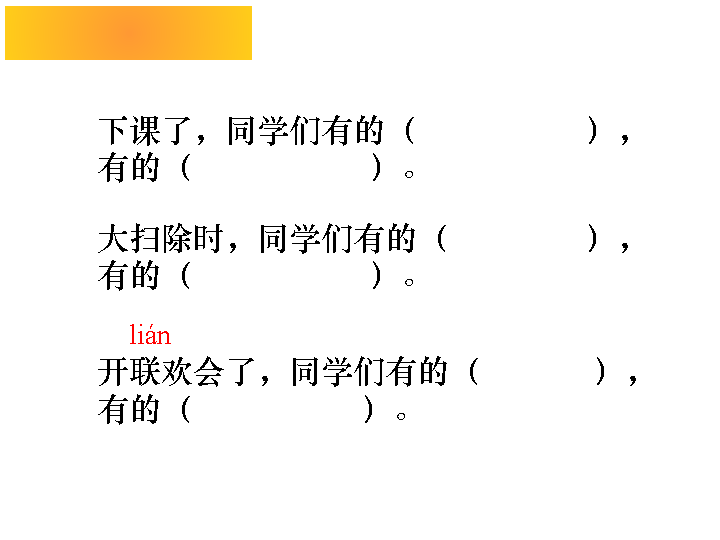 下课了，同学们有的（　　　　　），
有的（　　　　　）。
大扫除时，同学们有的（　　　　），
有的（　　　　　）。
lián
开联欢会了，同学们有的（　　　），
有的（　　　　　）。